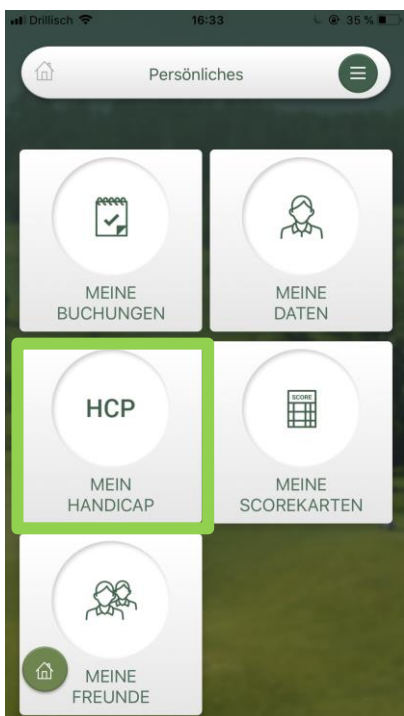 Drillisch 16:33 35 %
Persönliches
MEINE
BUCHUNGEN
MEINE
DATEN
HCP
MEIN
HANDICAP
SCORE
MEINE
SCOREKARTEN
MEINE
FREUNDE